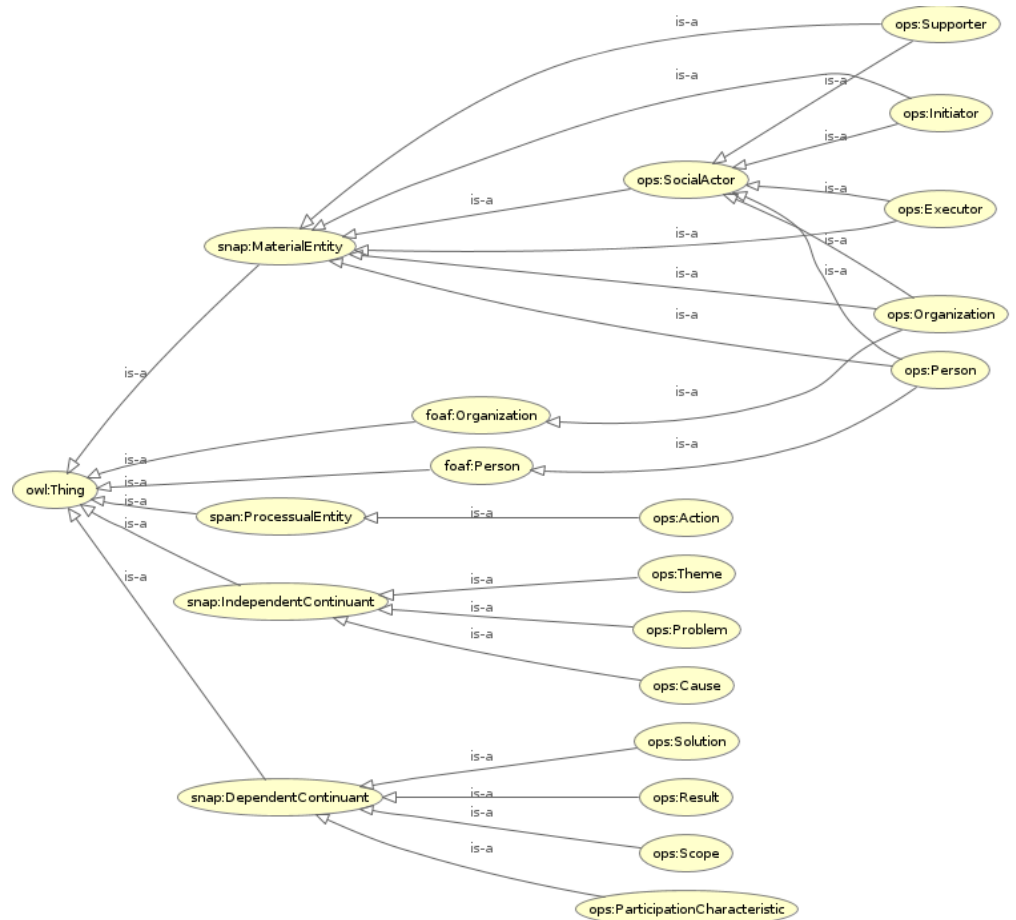 is-a
ops:Supporter
is-a
is-a
ops:Initiator
is-a
ops:SocialActor
is-a
is-a
ops:Executor
snap:MaterialEntity
is-a
is-a
is-a
is-a
ops:Organization
is-a
ops:Person
is-a
is-a
foaf:Organization
is-a
is-a
foaf:Person
is-a
owl:Thing
is-a
span:ProcessualEntity
is-a
ops:Action
is-a
ops:Theme
is-a
is-a
snap:IndependentContinuant
is-a
ops:Problem
is-a
ops:Cause
ops:Solution
is-a
snap:DependentContinuant
is-a
ops:Result
is-a
is-a
ops:Scope
ops:ParticipationCharacteristic